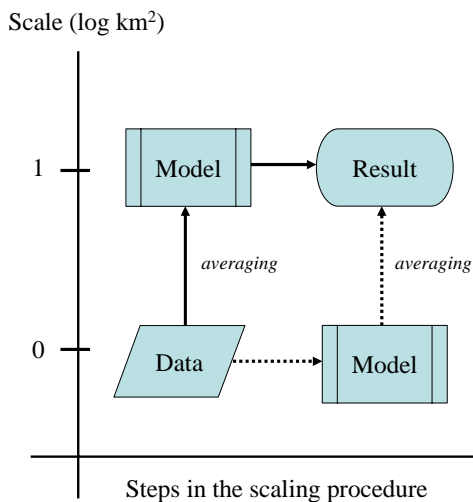 Scale (log km²)
1
Model
Result
averaging
averaging
0
Data
Model
Steps in the scaling procedure